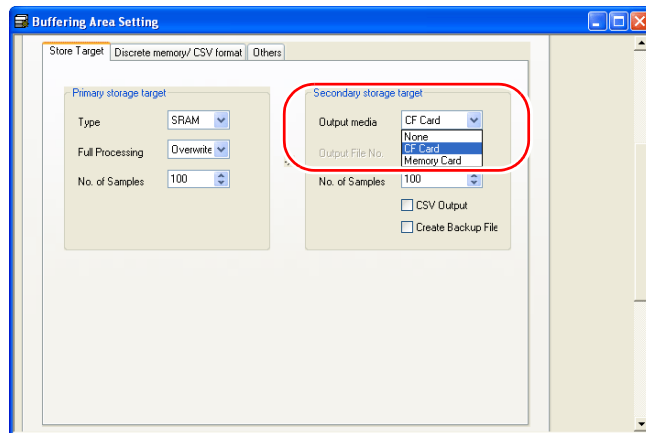 Buffering Area Setting
Store Target Discrete memory/ CSV format Others
Primary storage target
Type SRAM
Full Processing Overwrite
No. of Samples 100
Secondary storage target
Output media CF Card
None
CF Card
Memory Card
Output File No.
No. of Samples 100
CSV Output
Create Backup File